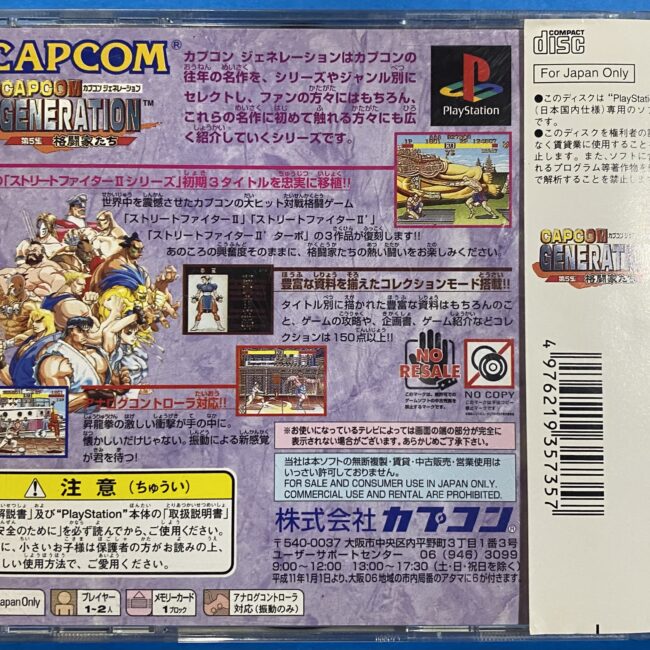 CAPCOM®
CAPCOM カプコン ジェネレーション
GENERATION™
第5集 格闘家たち
カプコン ジェネレーションはカプコンの
往年の名作を、シリーズやジャンル別に
セレクトし、ファンの方々にはもちろん、
これらの名作に初めて触れる方々にも広
く紹介していくシリーズです。
PlayStation
の「ストリートファイターⅡシリーズ」初期3タイトルを忠実に移植!!
世界中を震撼させたカプコンの大ヒット対戦格闘ゲーム
「ストリートファイターⅡ」「ストリートファイターⅡ'」
「ストリートファイターⅡ' ターボ」の3作品が復刻します!!
あのころの興奮度そのままに、格闘家たちの熱い闘いをお楽しみください。
豊富な資料を揃えたコレクションモード搭載!!
タイトル別に描かれた豊富な資料はもちろんのこ
と、ゲームの攻略や、企画書、ゲーム紹介などコレ
クションは150点以上!!
NO RESALE
NO COPY
アナログコントローラ対応!!
昇龍拳の激しい衝撃が手の中に。
懐かしいだけじゃない。振動による新感覚
が君を待つ!
※お使いになっているテレビによっては画面の端の部分が完全に
表示されない場合がございます。あらかじめご了承下さい。
当社は本ソフトの無断複製・賃貸・中古販売・営業使用は
いっさい許可しておりません。
FOR SALE AND CONSUMER USE IN JAPAN ONLY.
COMMERCIAL USE AND RENTAL ARE PROHIBITED.
株式会社 カプコン®
〒540-0037 大阪市中央区内平野町3丁目1番3号
ユーザーサポートセンター 06 (946) 3099
9:00〜12:00 13:00〜17:30 (土・日・祝日を除く)
平成11年1月1日より、大阪06地域の市内局番のアタマに6が付きます。
注意(ちゅうい)
解説書」及び"PlayStation"本体の「取扱説明書」
安全のために」を必ず読んでから、ご使用ください。
に、小さいお子様は保護者の方がお読みの上、
しい使用方法で、ご愛用ください。
Japan Only
プレイヤー
1〜2人
メモリーカード
1ブロック
アナログコントローラ
対応(振動のみ)
COMPACT
disc
For Japan Only
●このディスクは"PlayStatio
(日本国内仕様)専用のソフ
です。
●このディスクを権利者の許
なく賃貸業に使用すること
止します。また、ソフトに含
れるプログラム等著作物を
で解析することを禁止しま
CAPCOM カプコン ジェ
GENERATION
第5集 格闘家たち
4976219357357